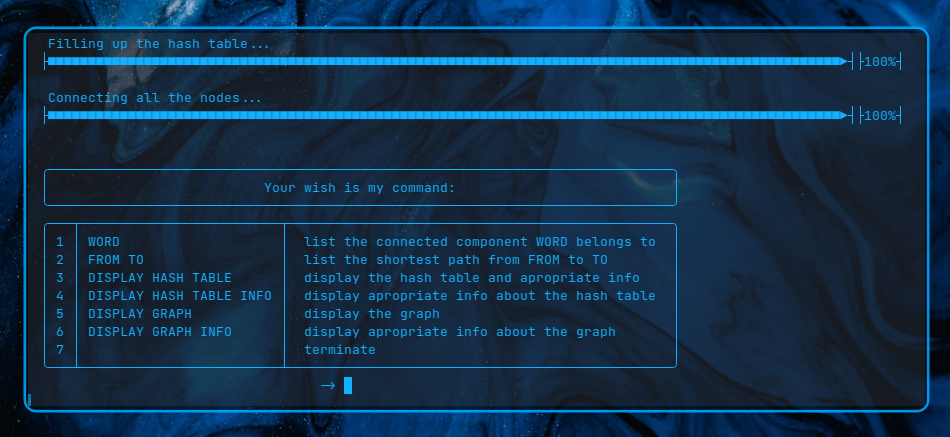 Filling up the hash table...
100%
Connecting all the nodes...
100%
Your wish is my command:
1 WORD list the connected component WORD belongs to
2 FROM TO list the shortest path from FROM to TO
3 DISPLAY HASH TABLE display the hash table and apropriate info
4 DISPLAY HASH TABLE INFO display apropriate info about the hash table
5 DISPLAY GRAPH display the graph
6 DISPLAY GRAPH INFO display apropriate info about the graph
7 terminate
→